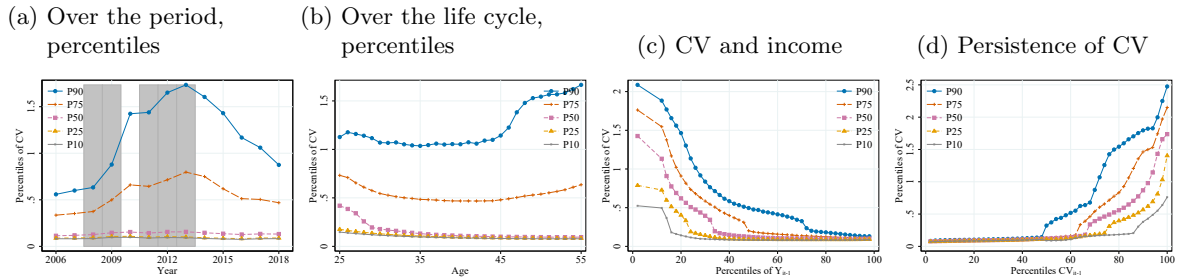 (a) Over the period,
percentiles
Percentiles of CV
0 .5 1 1.5
P90
P75
P50
P25
P10
2006 2009 2012 2015 2018
Year
(b) Over the life cycle,
percentiles
Percentiles of CV
0 .5 1 1.5
P90
P75
P50
P25
P10
25 35 45 55
Age
(c) CV and income
Percentiles of CV
0 .5 1 1.5 2
P90
P75
P50
P25
P10
0 20 40 60 80 100
Percentiles of Yit-1
(d) Persistence of CV
Percentiles of CV
0 .5 1 1.5 2 2.5
P90
P75
P50
P25
P10
0 20 40 60 80 100
Percentiles CVit-1